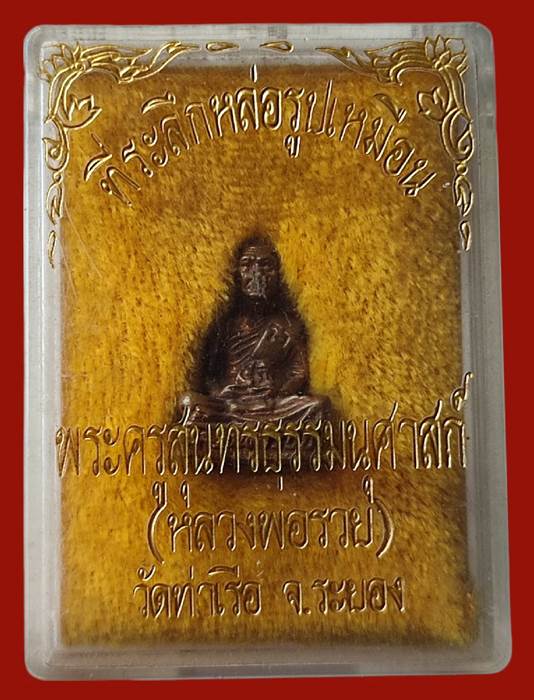 ที่ระลึกหล่อรูปเหมือน
พระครูสุนทรธรรมนุศาสก์
(หลวงพ่อรวย)
วัดท่าเรือ จ.ระยอง